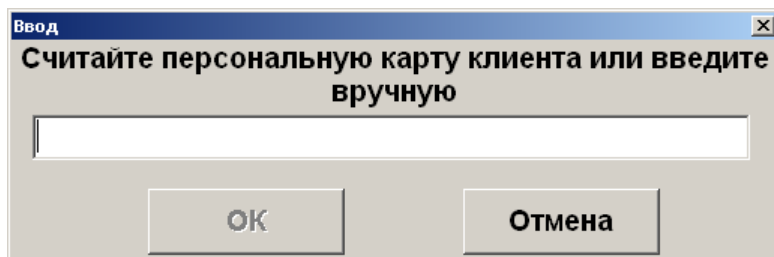 Ввод
Считайте персональную карту клиента или введите
вручную
ОК
Отмена